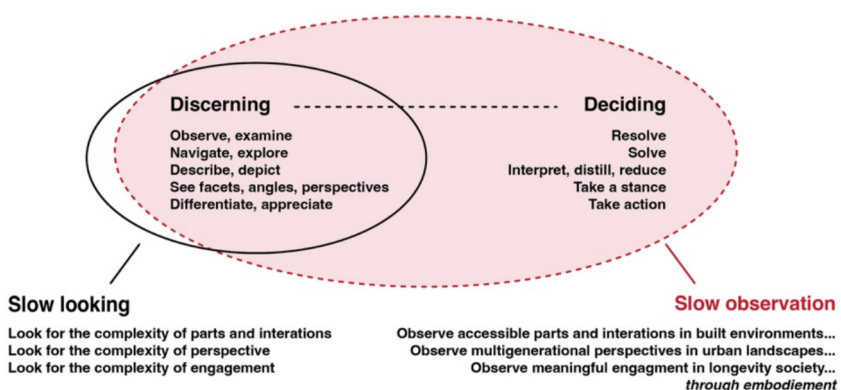 Discerning
Observe, examine
Navigate, explore
Describe, depict
See facets, angles, perspectives
Differentiate, appreciate
Deciding
Resolve
Solve
Interpret, distill, reduce
Take a stance
Take action
Slow looking
Look for the complexity of parts and interations
Look for the complexity of perspective
Look for the complexity of engagement
Slow observation
Observe accessible parts and interations in built environments...
Observe multigenerational perspectives in urban landscapes...
Observe meaningful engagment in longevity society...
through embodiement